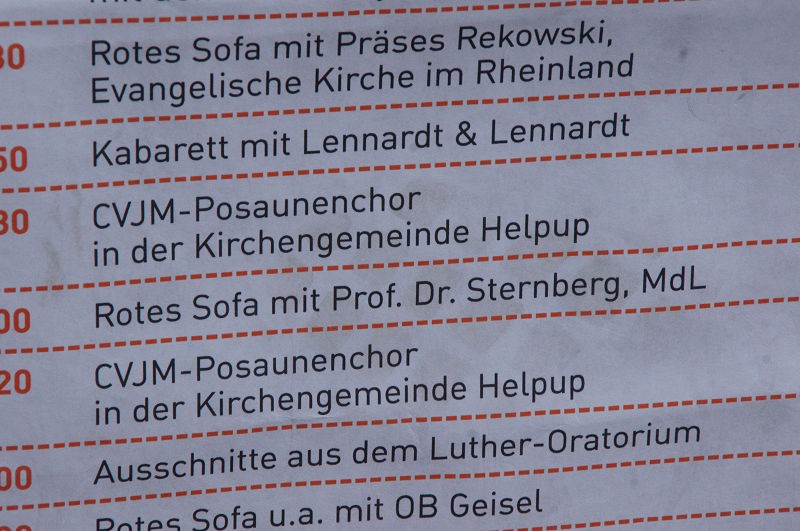 30 Rotes Sofa mit Präses Rekowski,
Evangelische Kirche im Rheinland
50 Kabarett mit Lennardt & Lennardt
30 CVJM-Posaunenchor
in der Kirchengemeinde Helpup
00 Rotes Sofa mit Prof. Dr. Sternberg, MdL
20 CVJM-Posaunenchor
in der Kirchengemeinde Helpup
00 Ausschnitte aus dem Luther-Oratorium
Rotes Sofa u.a. mit OB Geisel